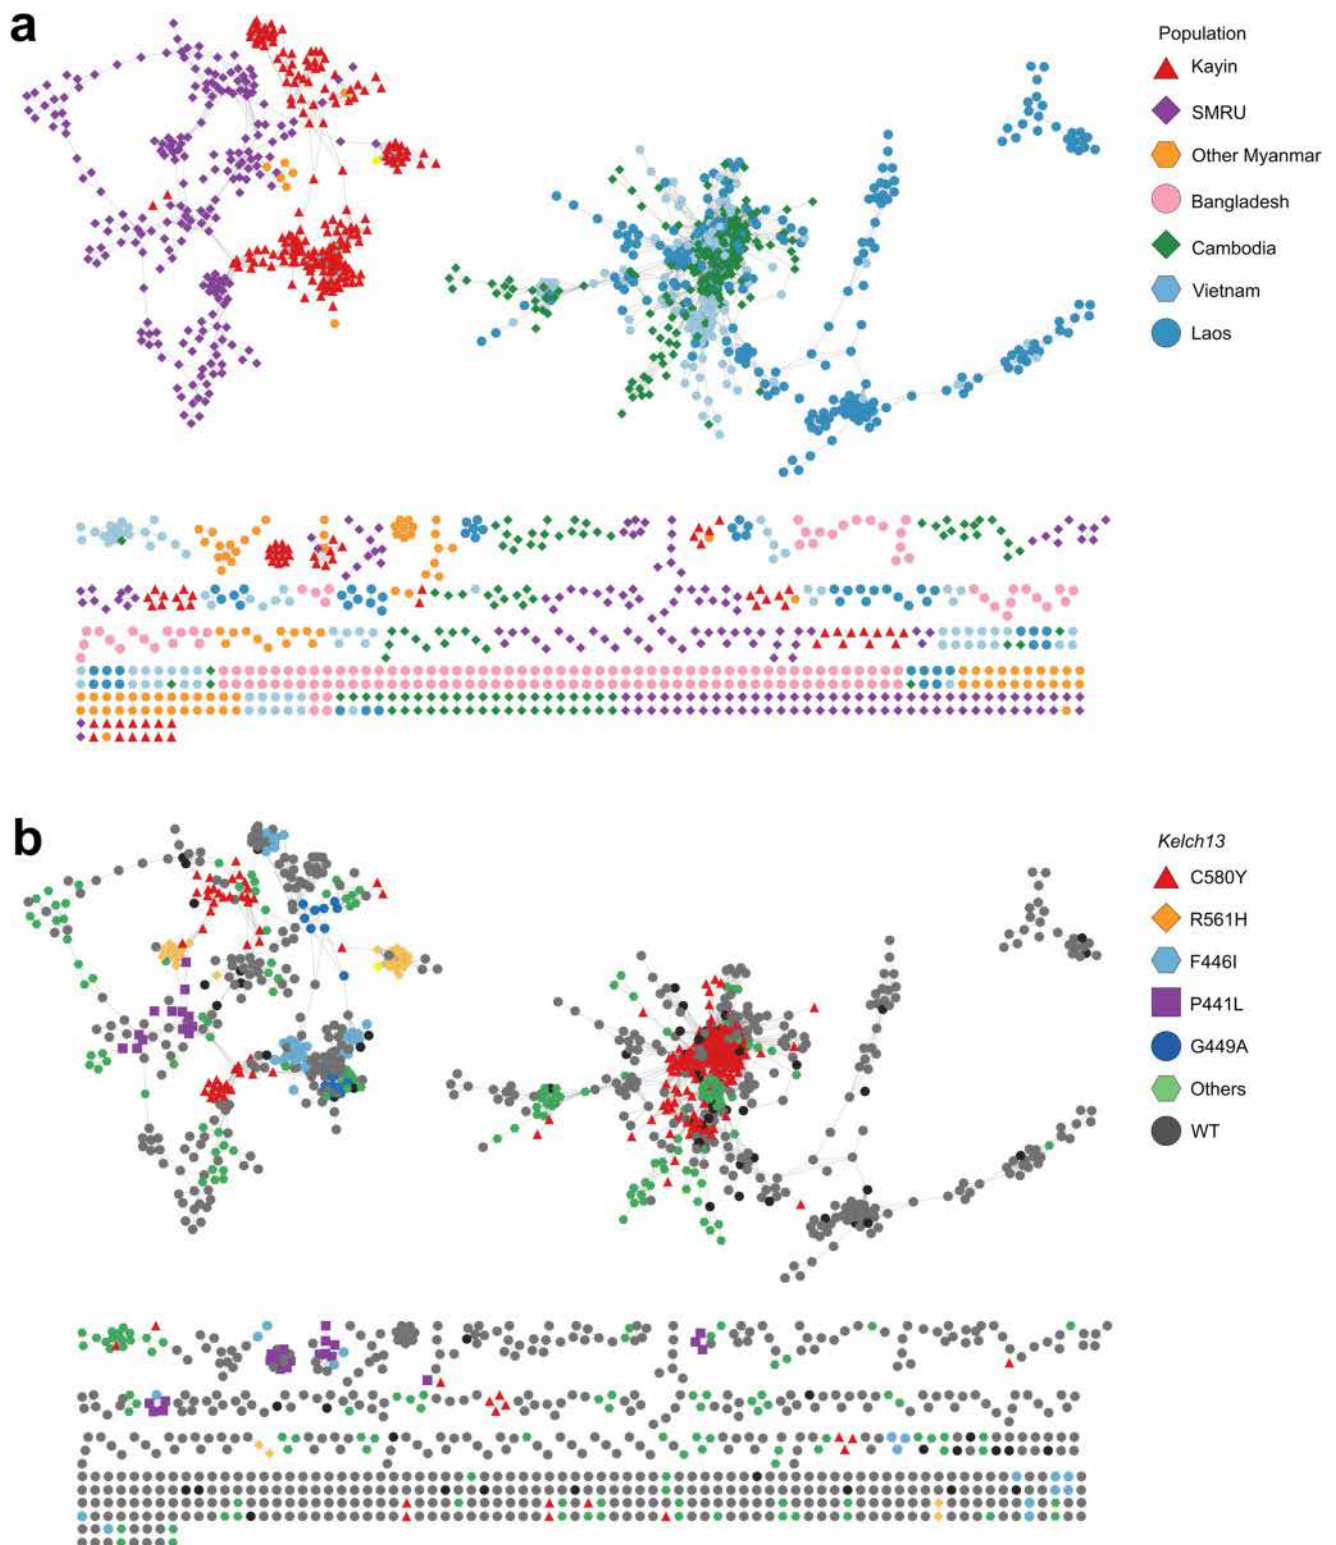 a
Population
Kayin
SMRU
Other Myanmar
Bangladesh
Cambodia
Vietnam
Laos
b
Kelch13
C580Y
R561H
F446I
P441L
G449A
Others
WT